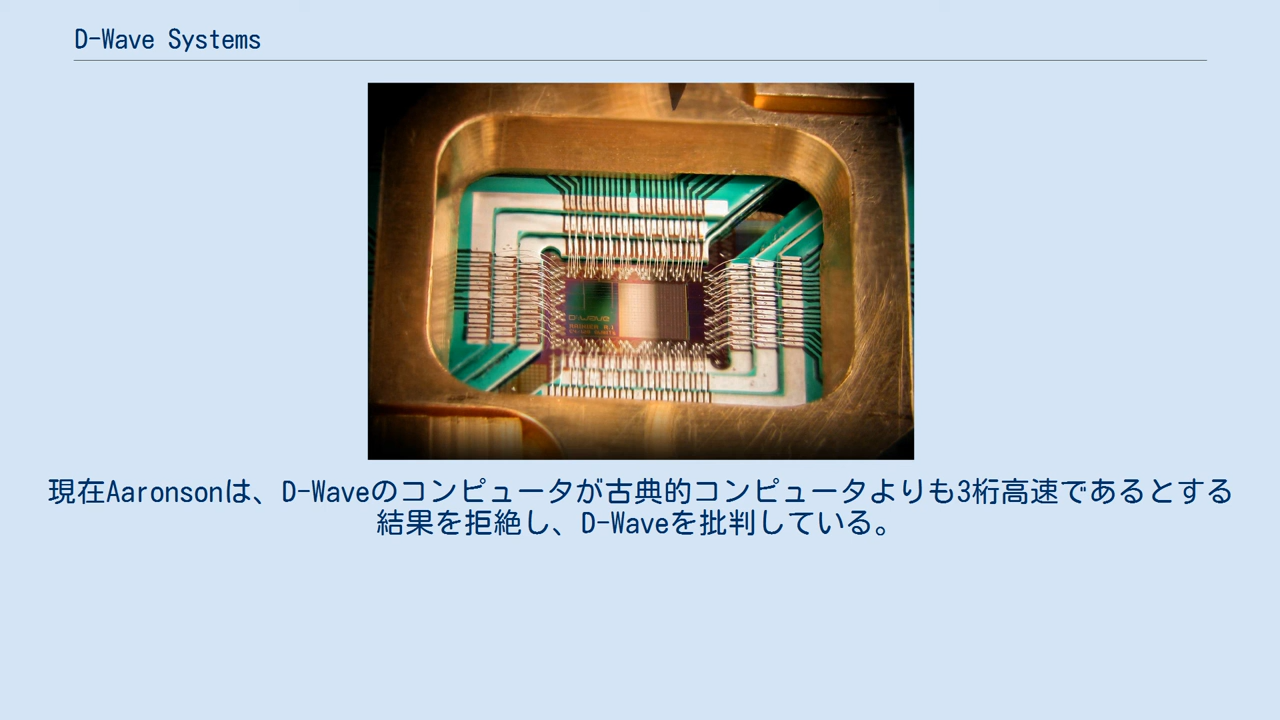 D-Wave Systems
D:wave
現在Aaronsonは、D-Waveのコンピュータが古典的コンピュータよりも3桁高速であるとする
結果を拒絶し、D-Waveを批判している。